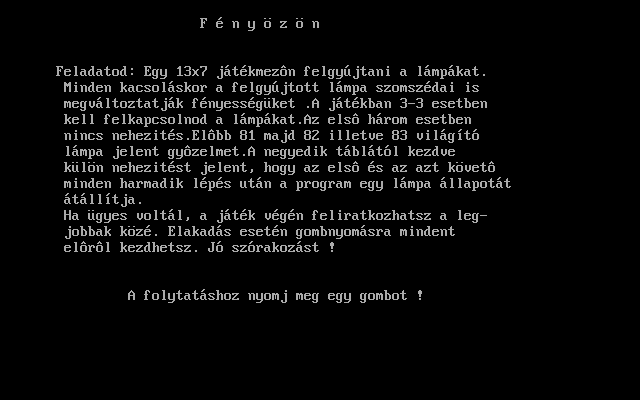 F é n y ö z ö n
Feladatod: Egy 13x7 játékmezôn felgyújtani a lámpákat.
Minden kacsoláskor a felgyújtott lámpa szomszédai is
megváltoztatják fényességüket .A játékban 3-3 esetben
kell felkapcsolnod a lámpákat.Az elsô három esetben
nincs nehezités.Elôbb 81 majd 82 illetve 83 világító
lámpa jelent gyôzelmet.A negyedik táblától kezdve
külön nehezitést jelent, hogy az elsô és az azt követô
minden harmadik lépés után a program egy lámpa állapotát
átállítja.
Ha ügyes voltál, a játék végén feliratkozhatsz a leg-
jobbak közé. Elakadás esetén gombnyomásra mindent
elôrôl kezdhetsz. Jó szórakozást !
A folytatáshoz nyomj meg egy gombot !